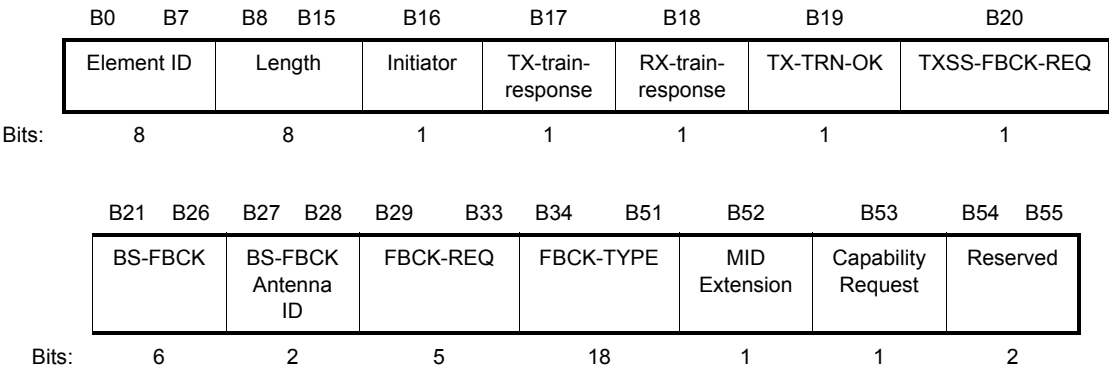 B0 B7 B8 B15 B16 B17 B18 B19 B20
Element ID Length Initiator TX-train- RX-train- TX-TRN-OK TXSS-FBCK-REQ
response response
Bits: 8 8 1 1 1 1 1
B21 B26 B27 B28 B29 B33 B34 B51 B52 B53 B54 B55
BS-FBCK BS-FBCK FBCK-REQ FBCK-TYPE MID Capability Reserved
Antenna Extension Request
ID
Bits: 6 2 5 18 1 1 2